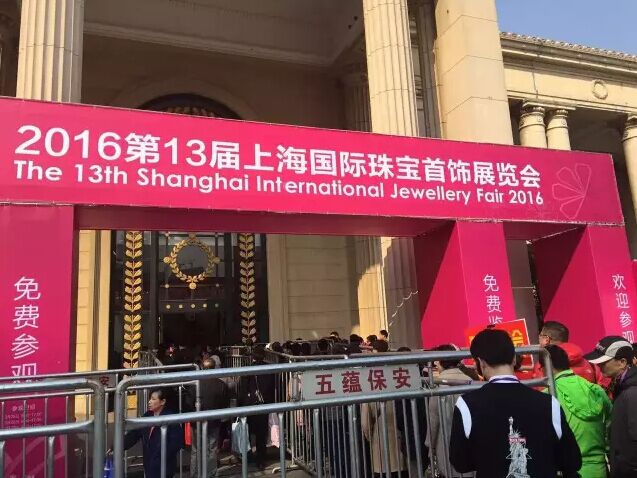 2016第13届上海国际珠宝首饰展览会
The 13th Shanghai International Jewellery Fair 2016
免费参观
免费
欢迎参观
五蕴保安